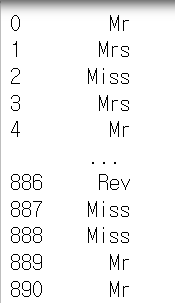 0 Mr
1 Mrs
2 Miss
3 Mrs
4 Mr
...
886 Rev
887 Miss
888 Miss
889 Mr
890 Mr